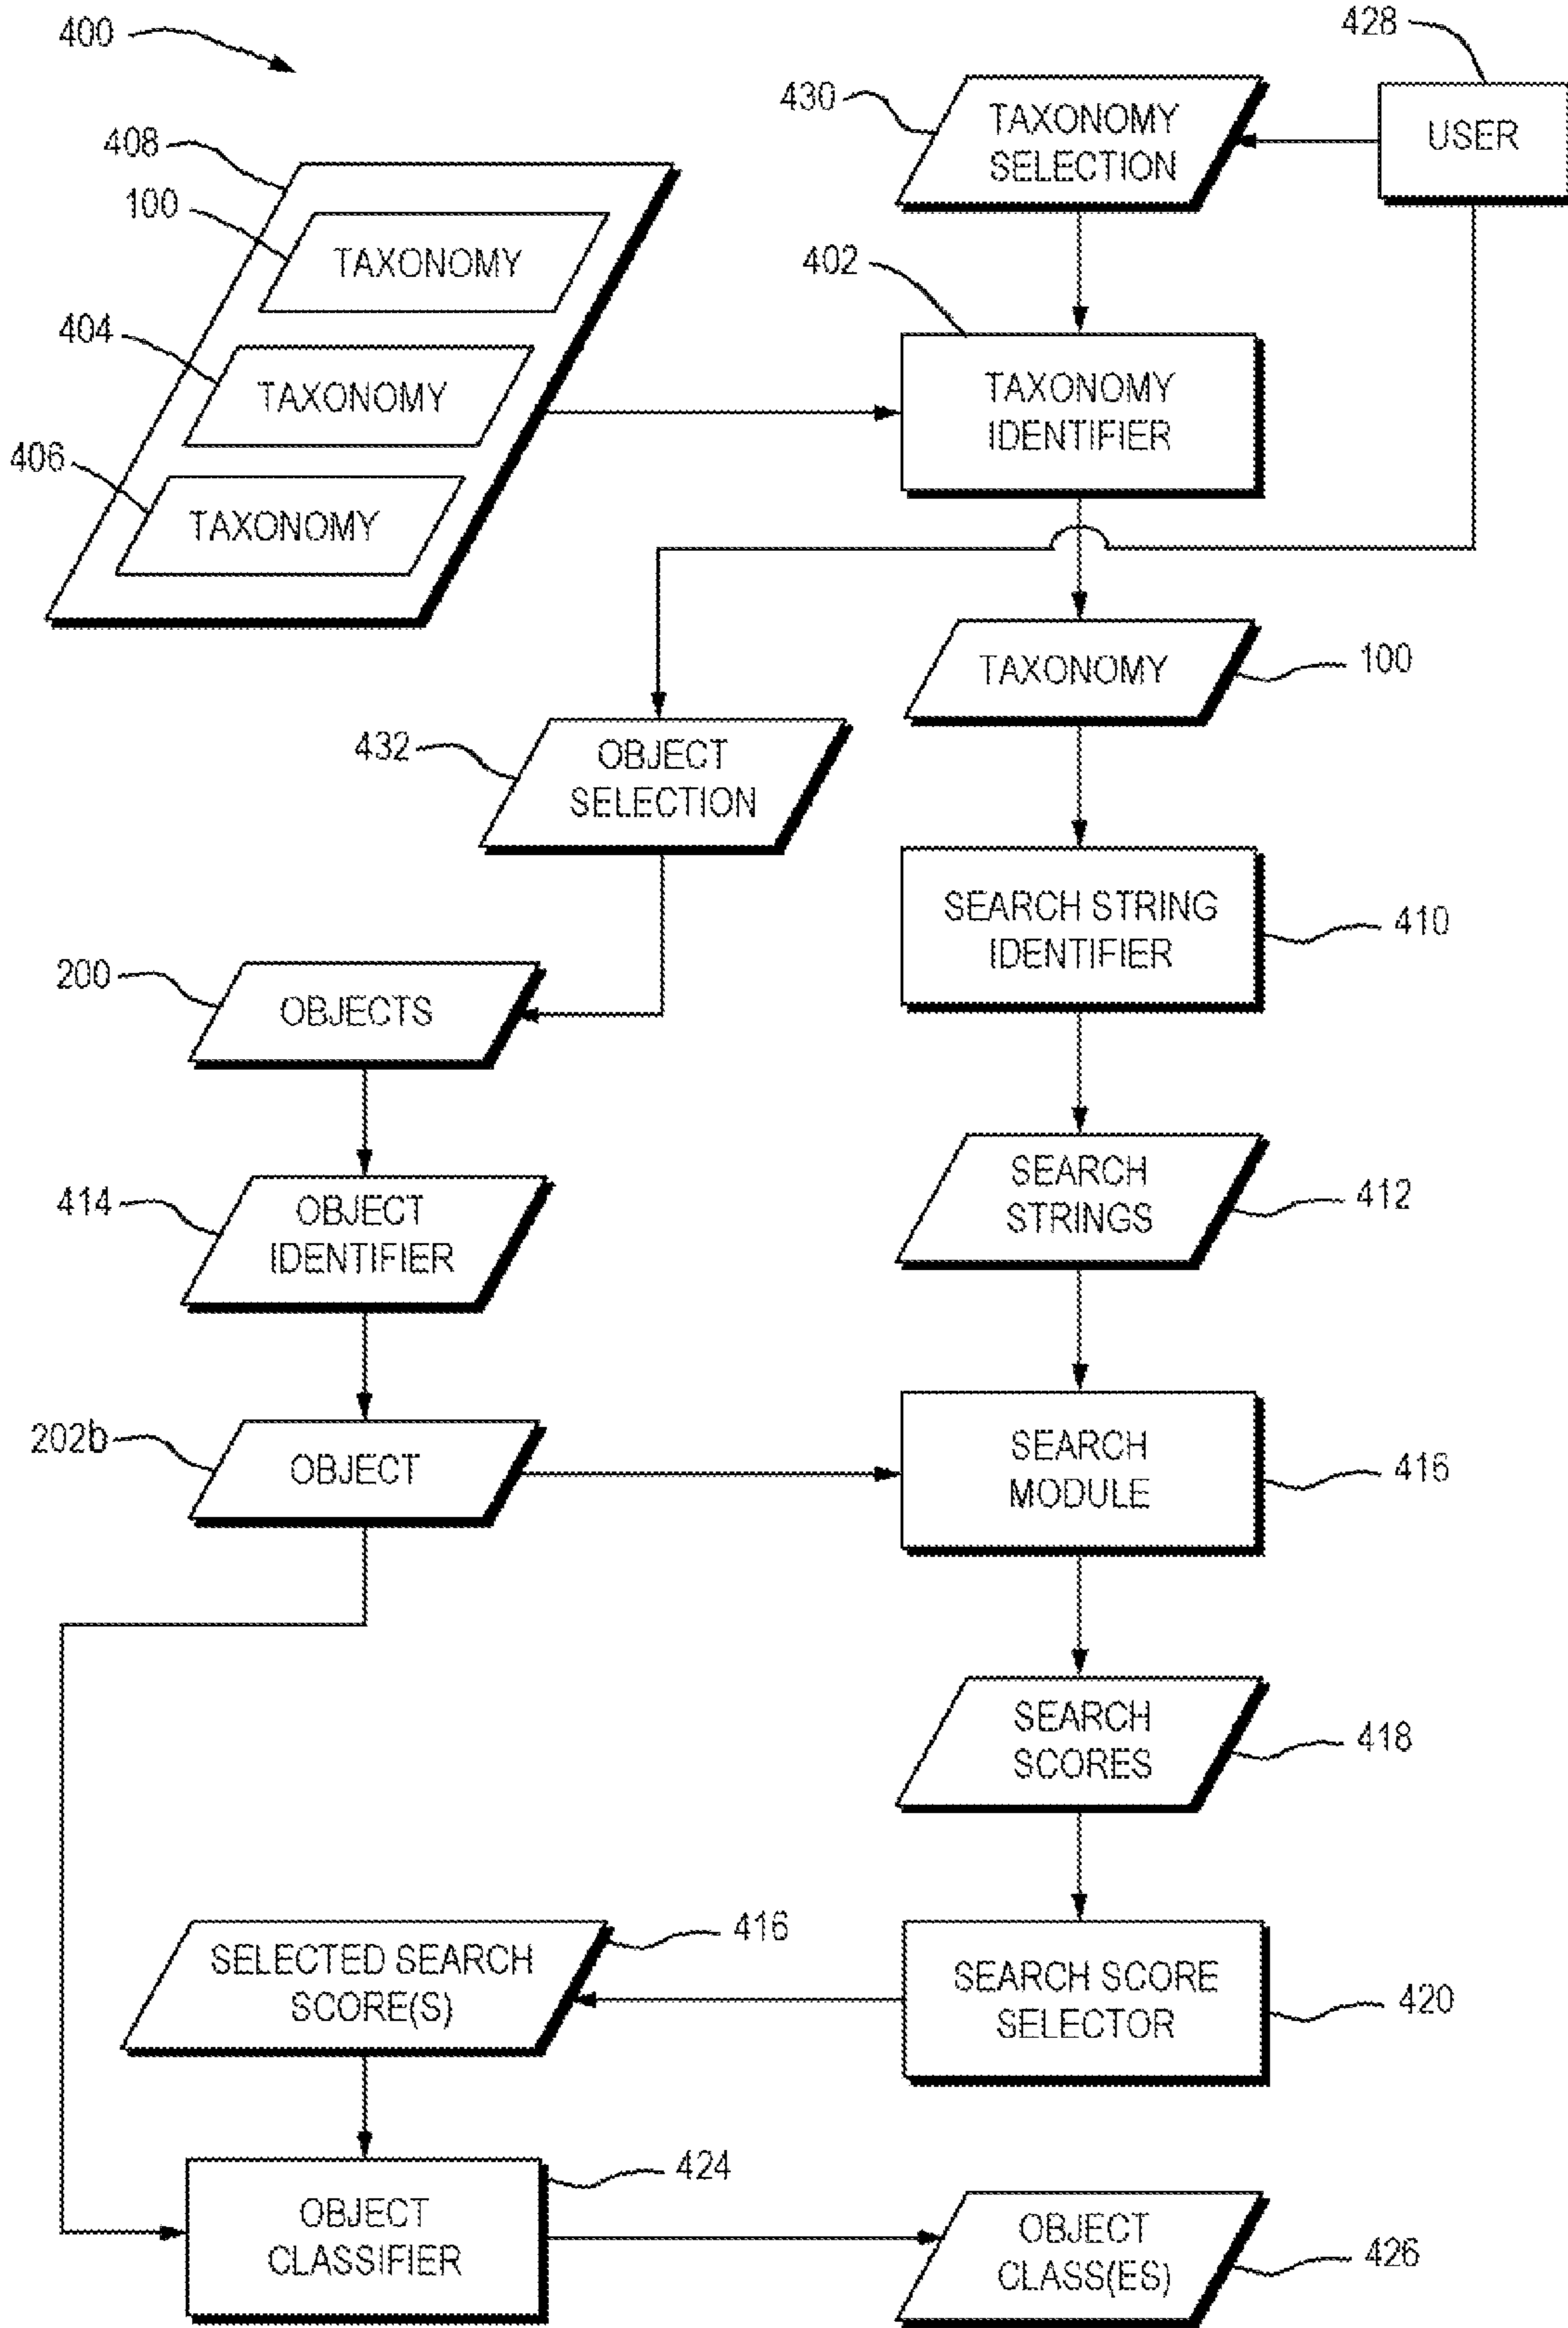 400
428
430
TAXONOMY
SELECTION
USER
408
100
TAXONOMY
402
404
TAXONOMY
TAXONOMY
IDENTIFIER
406
TAXONOMY
TAXONOMY
100
432
OBJECT
SELECTION
SEARCH STRING
IDENTIFIER
410
200
OBJECTS
414
OBJECT
IDENTIFIER
SEARCH
STRINGS
412
202b
OBJECT
SEARCH
MODULE
416
SEARCH
SCORES
418
416
SELECTED SEARCH
SCORE(S)
SEARCH SCORE
SELECTOR
420
424
OBJECT
CLASSIFIER
OBJECT
CLASS(ES)
426